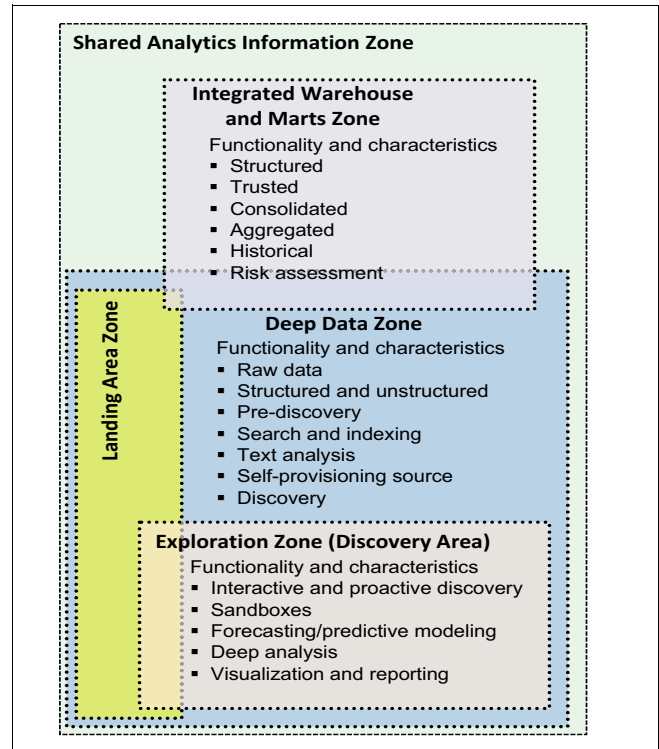 Shared Analytics Information Zone
Integrated Warehouse
and Marts Zone
Functionality and characteristics
▪ Structured
▪ Trusted
▪ Consolidated
▪ Aggregated
▪ Historical
▪ Risk assessment
Landing Area Zone
Deep Data Zone
Functionality and characteristics
▪ Raw data
▪ Structured and unstructured
▪ Pre-discovery
▪ Search and indexing
▪ Text analysis
▪ Self-provisioning source
▪ Discovery
Exploration Zone (Discovery Area)
Functionality and characteristics
▪ Interactive and proactive discovery
▪ Sandboxes
▪ Forecasting/predictive modeling
▪ Deep analysis
▪ Visualization and reporting